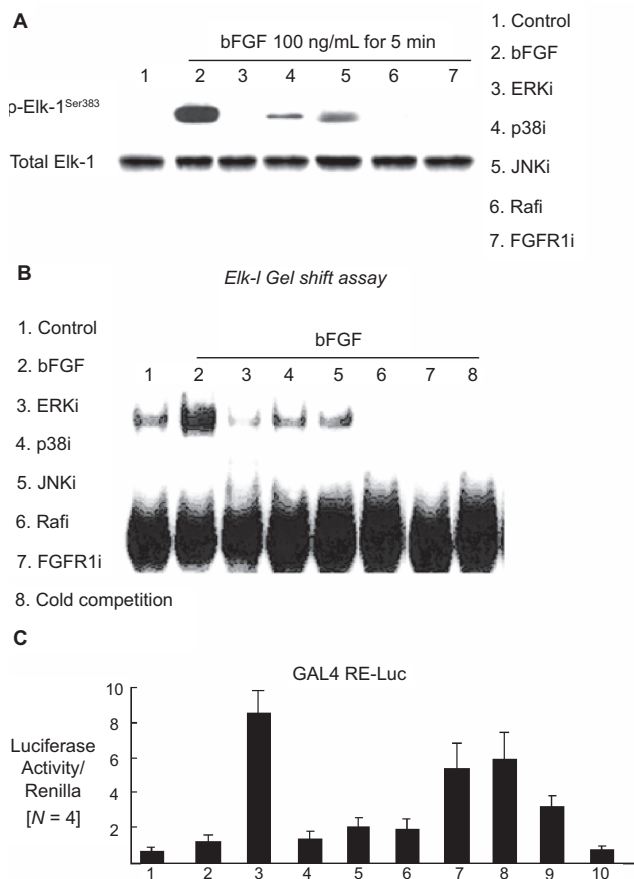 A
bFGF 100 ng/mL for 5 min
1 2 3 4 5 6 7
p-Elk-1Ser383
Total Elk-1
1. Control
2. bFGF
3. ERKi
4. p38i
5. JNKi
6. Rafi
7. FGFR1i
B
Elk-I Gel shift assay
1. Control
2. bFGF
3. ERKi
4. p38i
5. JNKi
6. Rafi
7. FGFR1i
8. Cold competition
bFGF
1 2 3 4 5 6 7 8
C
GAL4 RE-Luc
Luciferase
Activity/
Renilla
[N = 4]
10
8
6
4
2
1 2 3 4 5 6 7 8 9 10